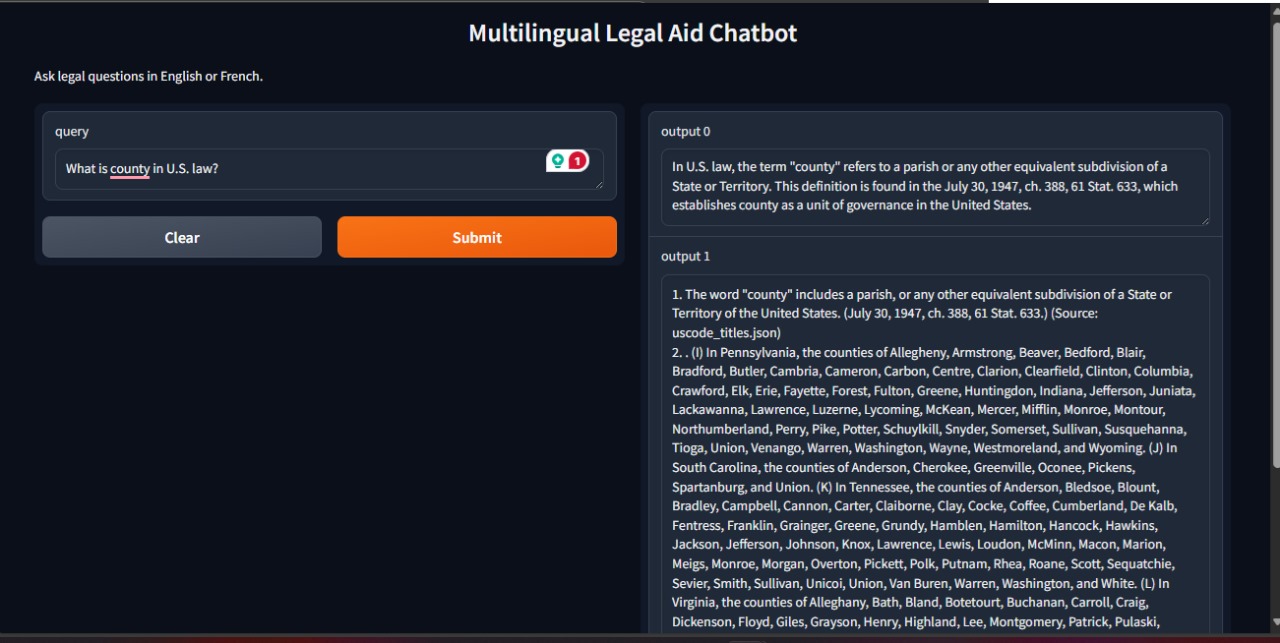 Multilingual Legal Aid Chatbot
Ask legal questions in English or French.
query
What is county in U.S. law?
1
Clear
Submit
output 0
In U.S. law, the term "county" refers to a parish or any other equivalent subdivision of a
State or Territory. This definition is found in the July 30, 1947, ch. 388, 61 Stat. 633, which
establishes county as a unit of governance in the United States.
output 1
1. The word "county" includes a parish, or any other equivalent subdivision of a State or
Territory of the United States. (July 30, 1947, ch. 388, 61 Stat. 633.) (Source:
uscode_titles.json)
2. . (I) In Pennsylvania, the counties of Allegheny, Armstrong, Beaver, Bedford, Blair,
Bradford, Butler, Cambria, Cameron, Carbon, Centre, Clarion, Clearfield, Clinton, Columbia,
Crawford, Elk, Erie, Fayette, Forest, Fulton, Greene, Huntingdon, Indiana, Jefferson, Juniata,
Lackawanna, Lawrence, Luzerne, Lycoming, McKean, Mercer, Mifflin, Monroe, Montour,
Northumberland, Perry, Pike, Potter, Schuylkill, Snyder, Somerset, Sullivan, Susquehanna,
Tioga, Union, Venango, Warren, Washington, Wayne, Westmoreland, and Wyoming. (J) In
South Carolina, the counties of Anderson, Cherokee, Greenville, Oconee, Pickens,
Spartanburg, and Union. (K) In Tennessee, the counties of Anderson, Bledsoe, Blount,
Bradley, Campbell, Cannon, Carter, Claiborne, Clay, Cocke, Coffee, Cumberland, De Kalb,
Fentress, Franklin, Grainger, Greene, Grundy, Hamblen, Hamilton, Hancock, Hawkins,
Jackson, Jefferson, Johnson, Knox, Lawrence, Lewis, Loudon, McMinn, Macon, Marion,
Meigs, Monroe, Morgan, Overton, Pickett, Polk, Putnam, Rhea, Roane, Scott, Sequatchie,
Sevier, Smith, Sullivan, Unicoi, Union, Van Buren, Warren, Washington, and White. (L) In
Virginia, the counties of Alleghany, Bath, Bland, Botetourt, Buchanan, Carroll, Craig,
Dickenson, Floyd, Giles, Grayson, Henry, Highland, Lee, Montgomery, Patrick, Pulaski,